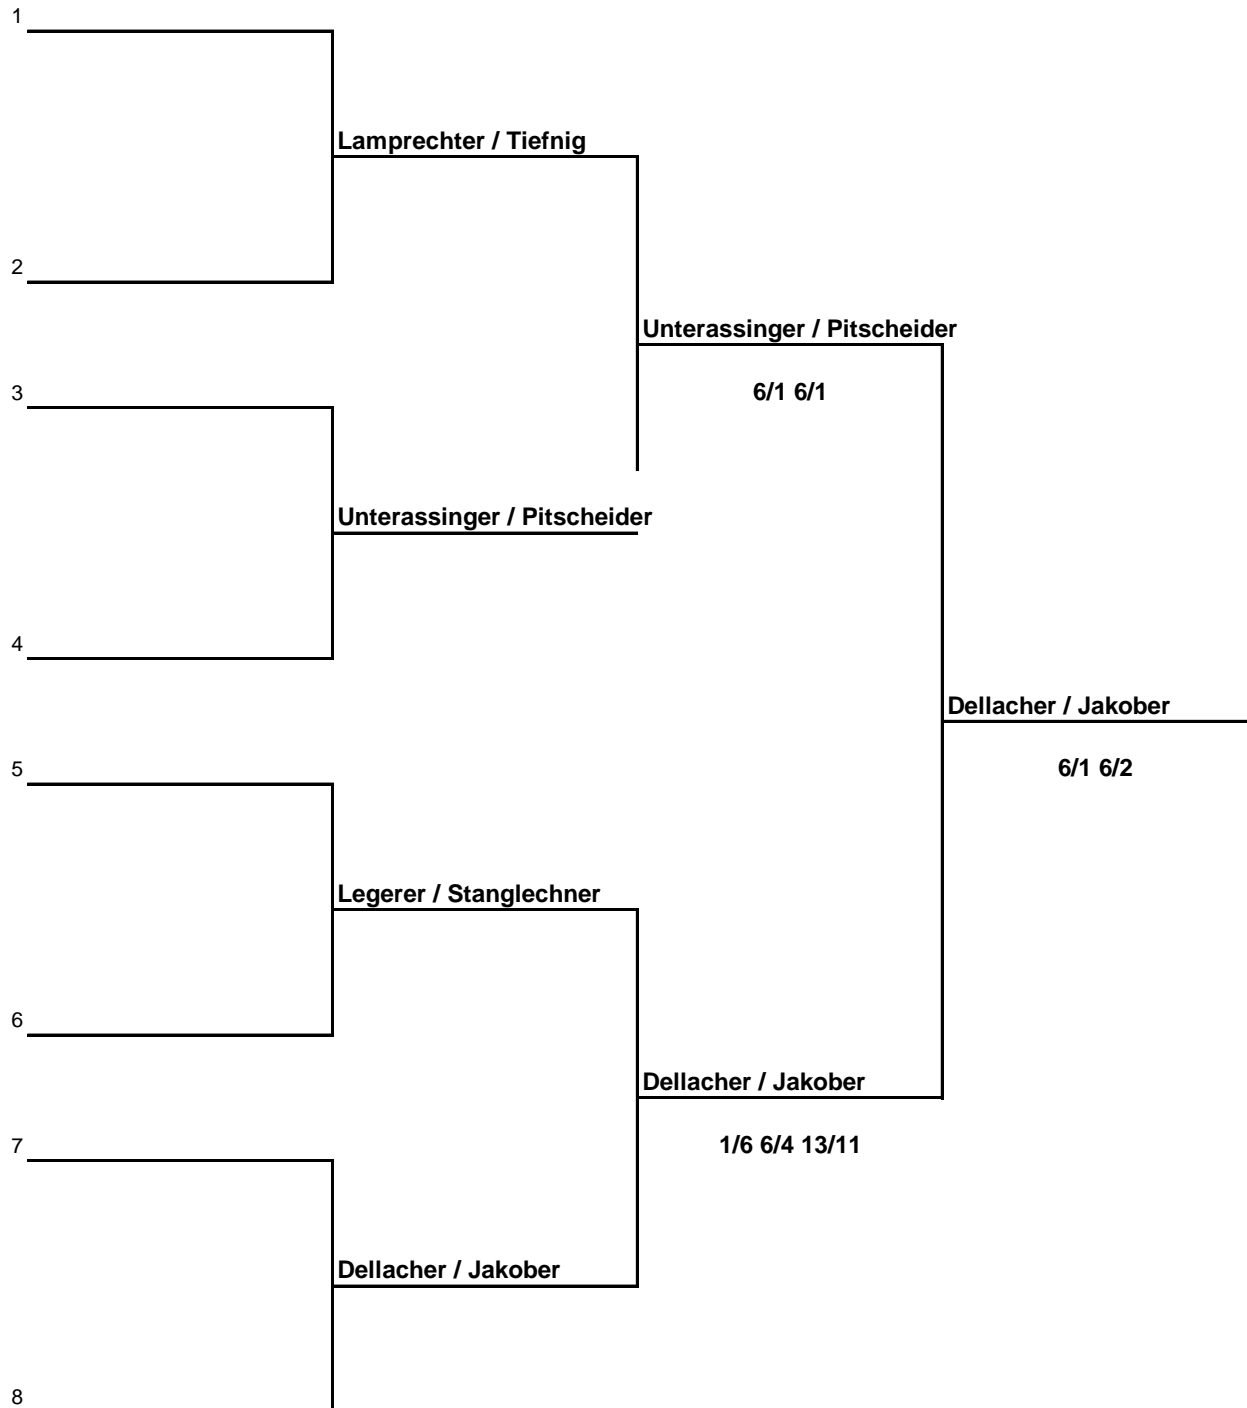 1
Lamprechter / Tiefnig
2
Unterassinger / Pitscheider
3
6/1 6/1
Unterassinger / Pitscheider
4
Dellacher / Jakober
5
6/1 6/2
Legerer / Stanglechner
6
Dellacher / Jakober
7
1/6 6/4 13/11
Dellacher / Jakober
8